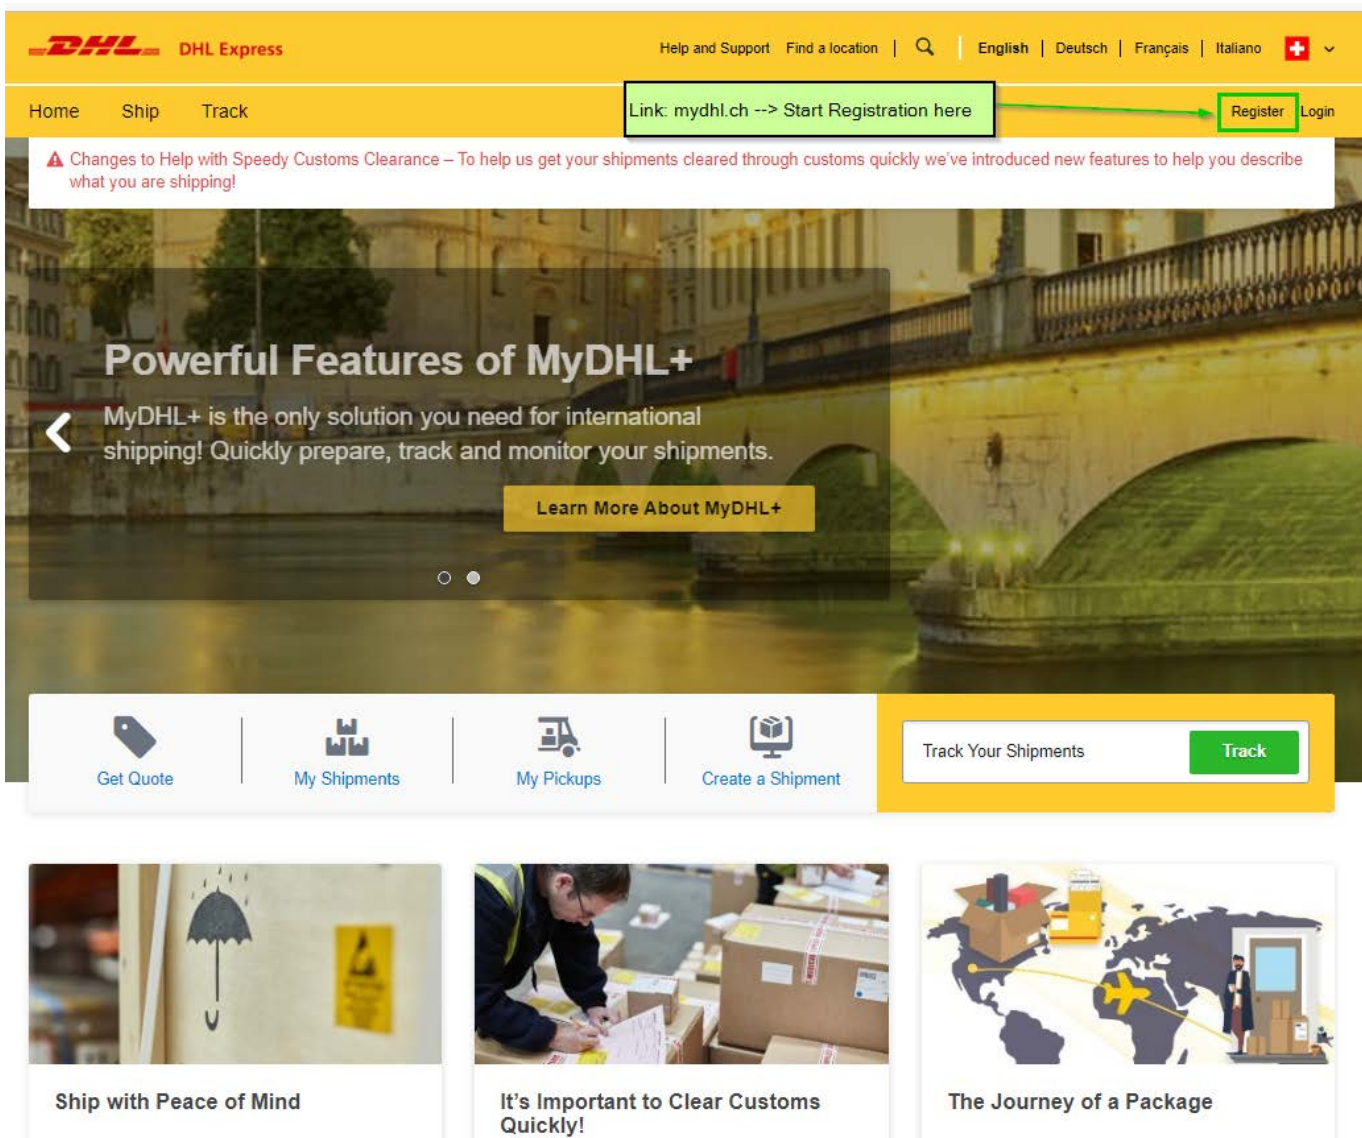 DHL DHL Express
Help and Support Find a location | English | Deutsch | Français | Italiano
Home Ship Track
Link: mydhl.ch --> Start Registration here
Register Login
Changes to Help with Speedy Customs Clearance – To help us get your shipments cleared through customs quickly we've introduced new features to help you describe
what you are shipping!
Powerful Features of MyDHL+
MyDHL+ is the only solution you need for international
shipping! Quickly prepare, track and monitor your shipments.
Learn More About MyDHL+
Get Quote
My Shipments
My Pickups
Create a Shipment
Track Your Shipments
Track
Ship with Peace of Mind
It's Important to Clear Customs
Quickly!
The Journey of a Package